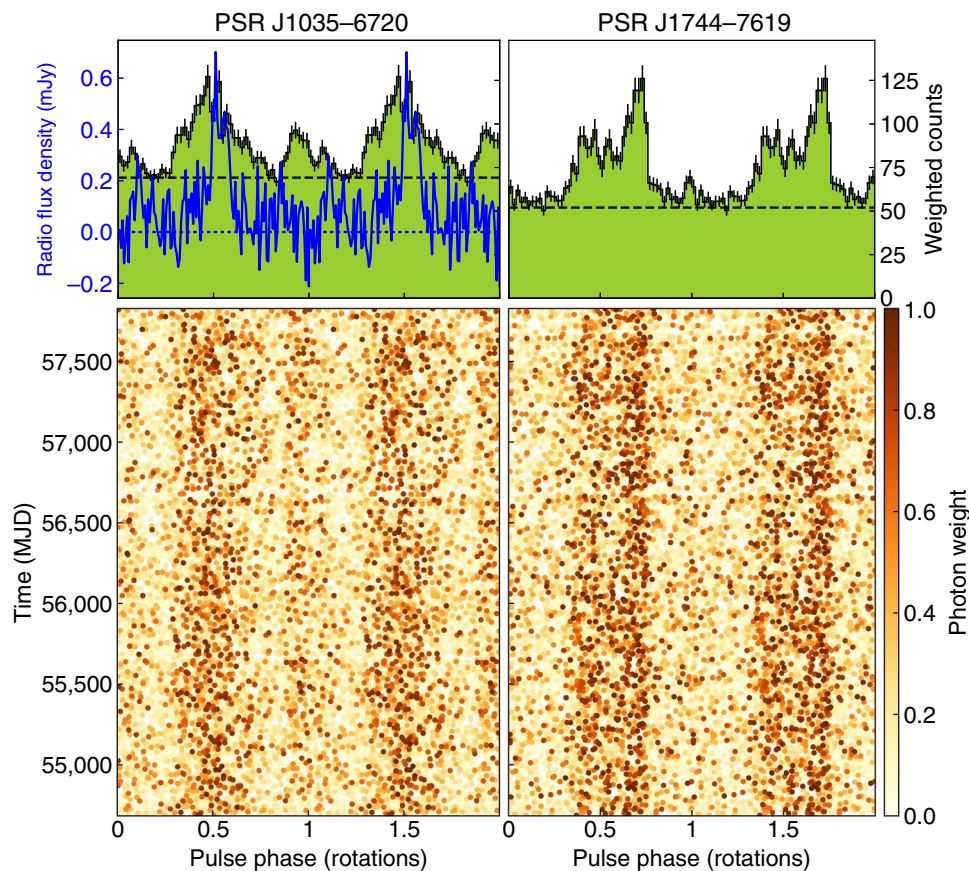 PSR J1035–6720
PSR J1744–7619
Radio flux density (mJy)
0.6
0.4
0.2
0.0
–0.2
125
100
75
50
25
0
Weighted counts
Time (MJD)
57,500
57,000
56,500
56,000
55,500
55,000
1.0
0.8
0.6
0.4
0.2
0.0
Photon weight
0 0.5 1 1.5
0.5 1 1.5
Pulse phase (rotations)
Pulse phase (rotations)